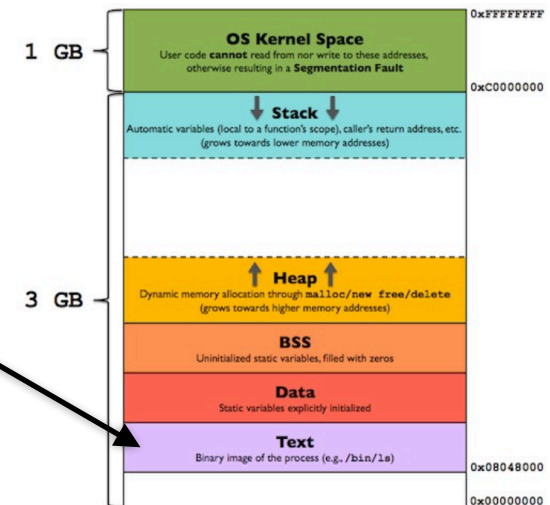 0xFFFFFFFF
1 GB
OS Kernel Space
User code cannot read from nor write to these addresses,
otherwise resulting in a Segmentation Fault
0xC0000000
Stack
Automatic variables (local to a function's scope), caller's return address, etc.
(grows towards lower memory addresses)
3 GB
Heap
Dynamic memory allocation through malloc/new free/delete
(grows towards higher memory addresses)
BSS
Uninitialized static variables, filled with zeros
Data
Static variables explicitly initialized
Text
Binary image of the process (e.g., /bin/ls)
0x08048000
0x00000000